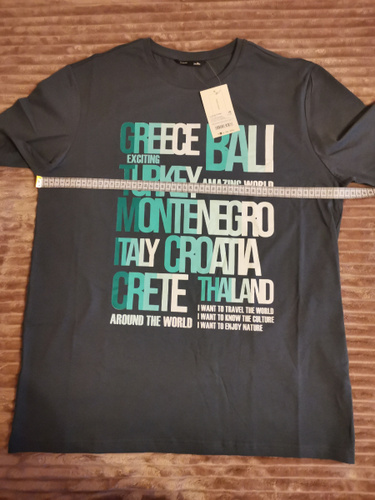 GREECE BALI
EXCITING
TURKEY AMAZING WORLD
MONTENEGRO
ITALY CROATIA
CRETE THAILAND
AROUND THE WORLD
I WANT TO TRAVEL THE WORLD
I WANT TO KNOW THE CULTURE
I WANT TO ENJOY NATURE